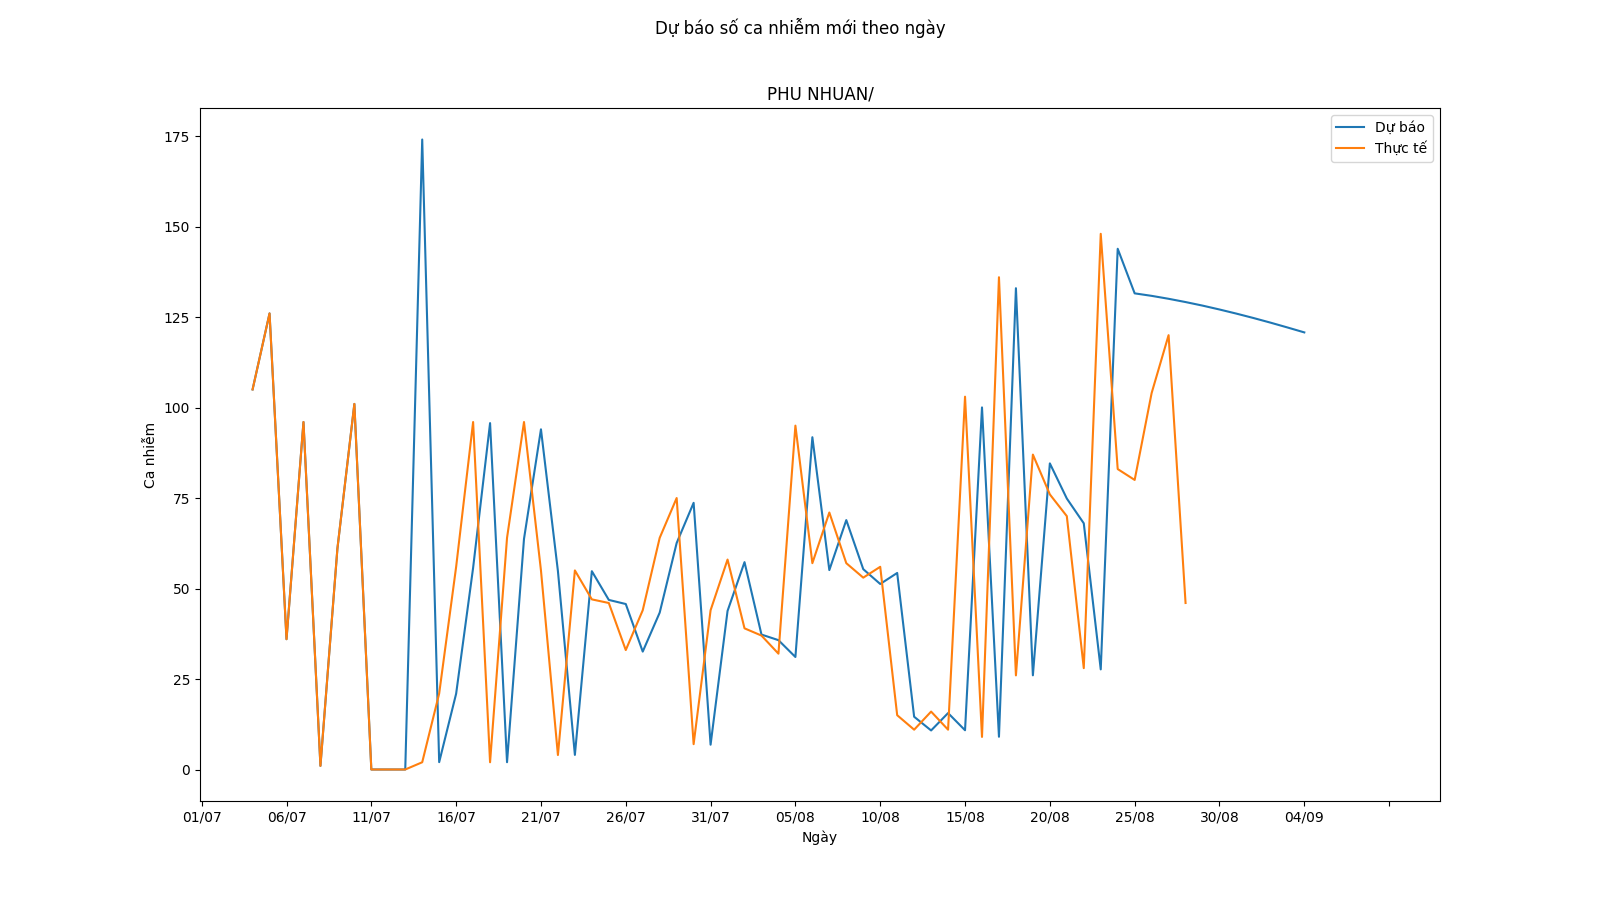 Dự báo số ca nhiễm mới theo ngày
PHU NHUAN/
Dự báo
Thực tế
175
150
125
100
75
50
25
0
Ca nhiễm
01/07 06/07 11/07 16/07 21/07 26/07 31/07 05/08 10/08 15/08 20/08 25/08 30/08 04/09
Ngày